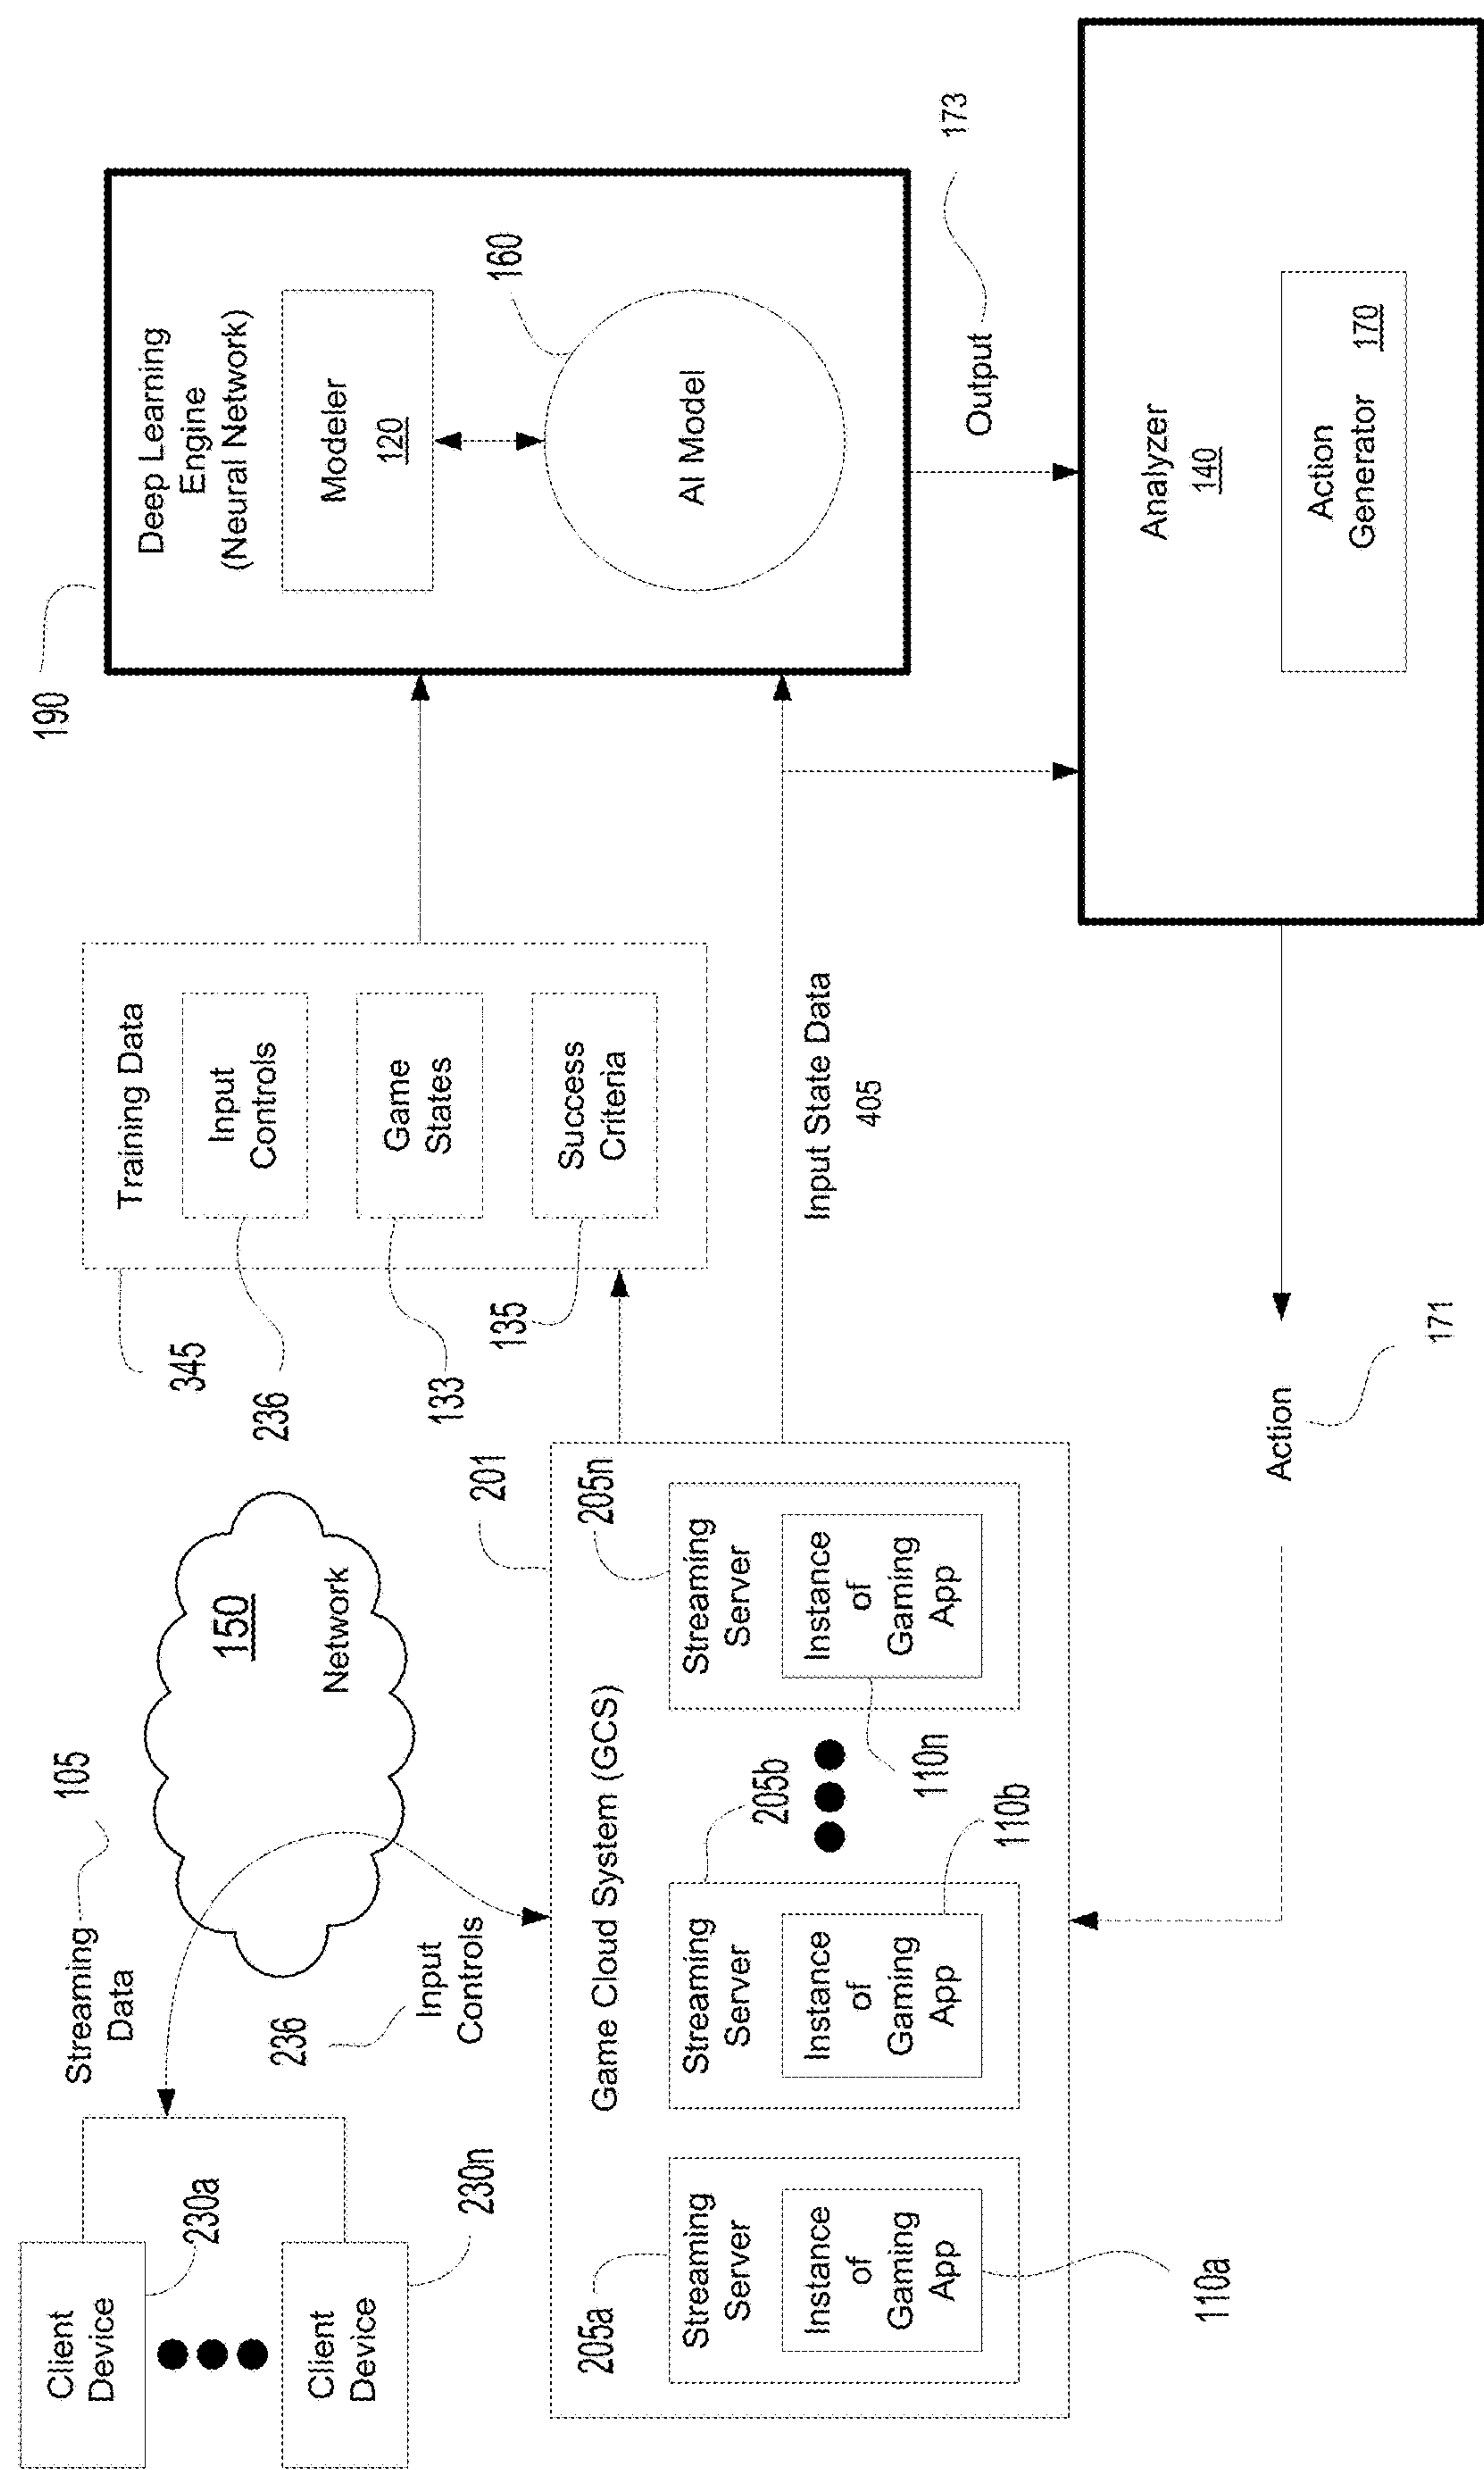 Client
Device
230a
Client
Device
230n
Streaming
Data
105
236
Input
Controls
150
Network
Game Cloud System (GCS)
201
205a
Streaming
Server
Instance
of
Gaming
App
110a
205b
Streaming
Server
Instance
of
Gaming
App
110b
205n
Streaming
Server
Instance
of
Gaming
App
110n
345
Training Data
236
Input
Controls
133
Game
States
135
Success
Criteria
Input State Data
405
190
Deep Learning
Engine
(Neural Network)
Modeler
120
160
AI Model
Output
173
Analyzer
140
Action
Generator
170
Action
171